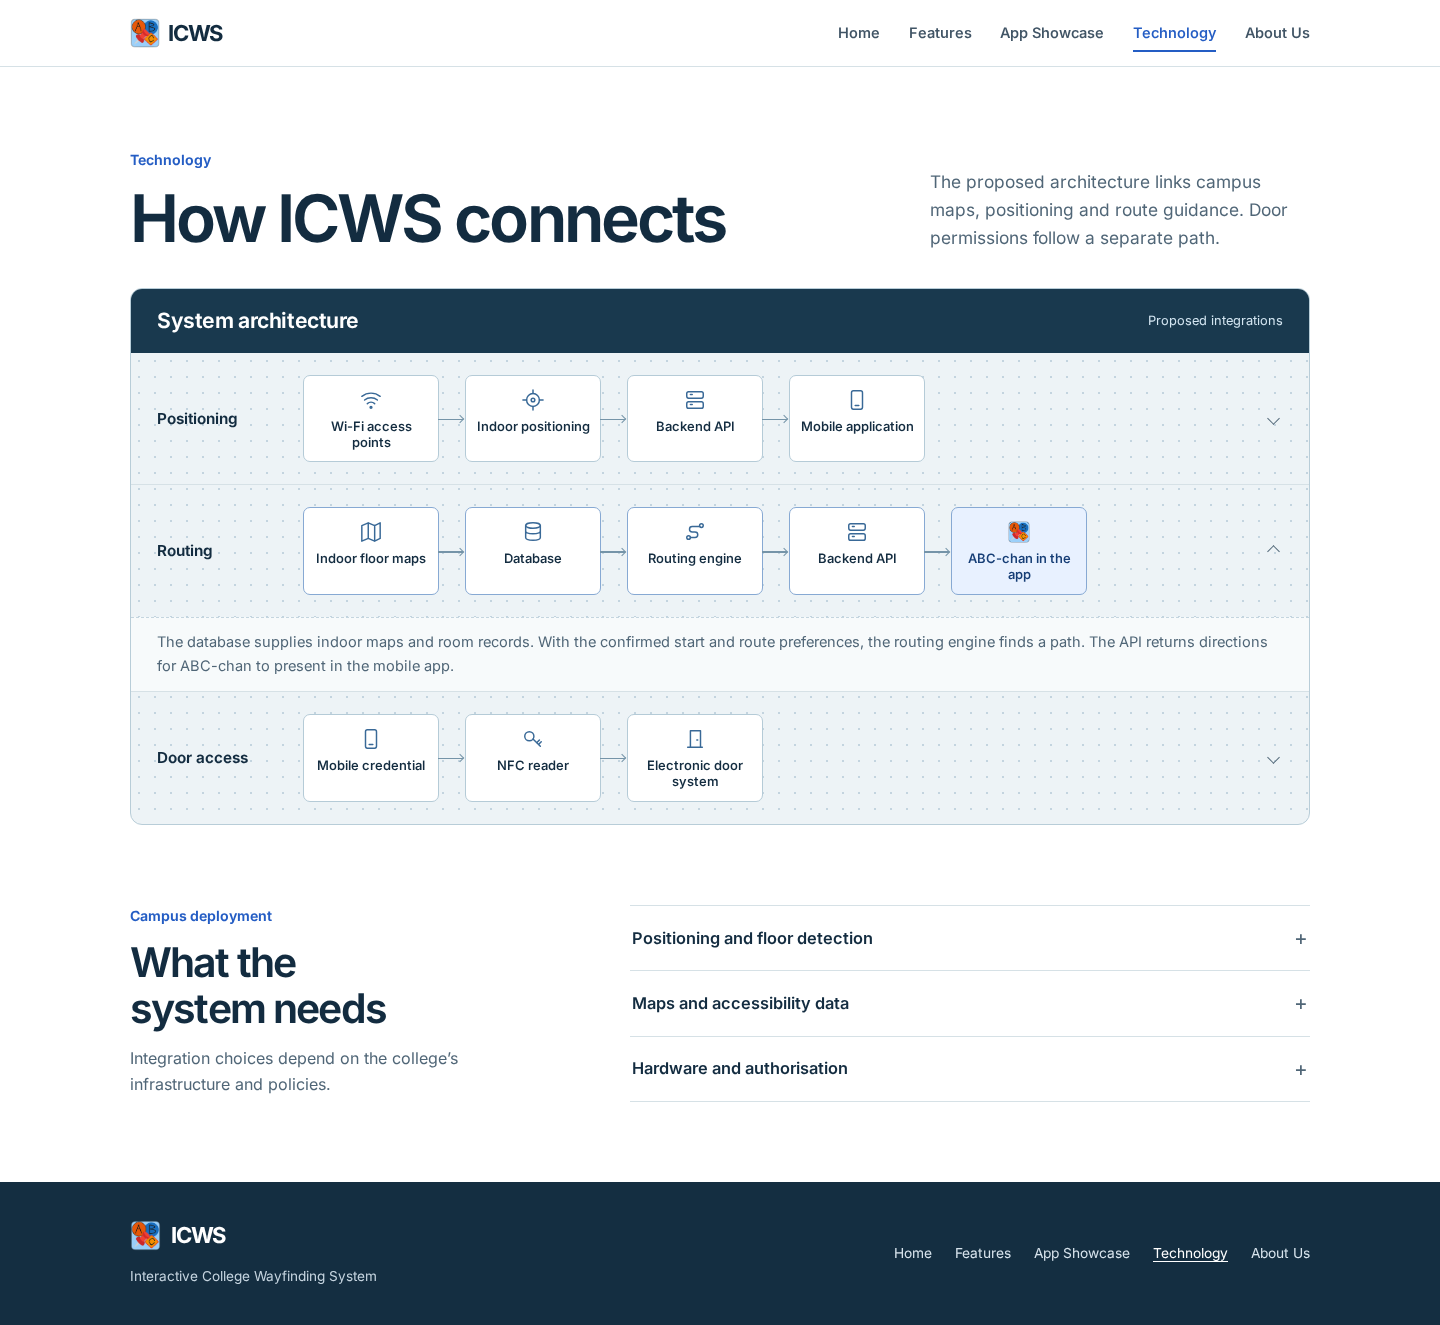 ICWS
Home
Features
App Showcase
Technology
About Us
Technology
How ICWS connects
The proposed architecture links campus
maps, positioning and route guidance. Door
permissions follow a separate path.
System architecture
Proposed integrations
Positioning
Wi-Fi access
points
Indoor positioning
Backend API
Mobile application
Routing
Indoor floor maps
Database
Routing engine
Backend API
ABC-chan in the
app
The database supplies indoor maps and room records. With the confirmed start and route preferences, the routing engine finds a path. The API returns directions
for ABC-chan to present in the mobile app.
Door access
Mobile credential
NFC reader
Electronic door
system
Campus deployment
What the
system needs
Integration choices depend on the college’s
infrastructure and policies.
Positioning and floor detection
+
Maps and accessibility data
+
Hardware and authorisation
+
ICWS
Interactive College Wayfinding System
Home
Features
App Showcase
Technology
About Us